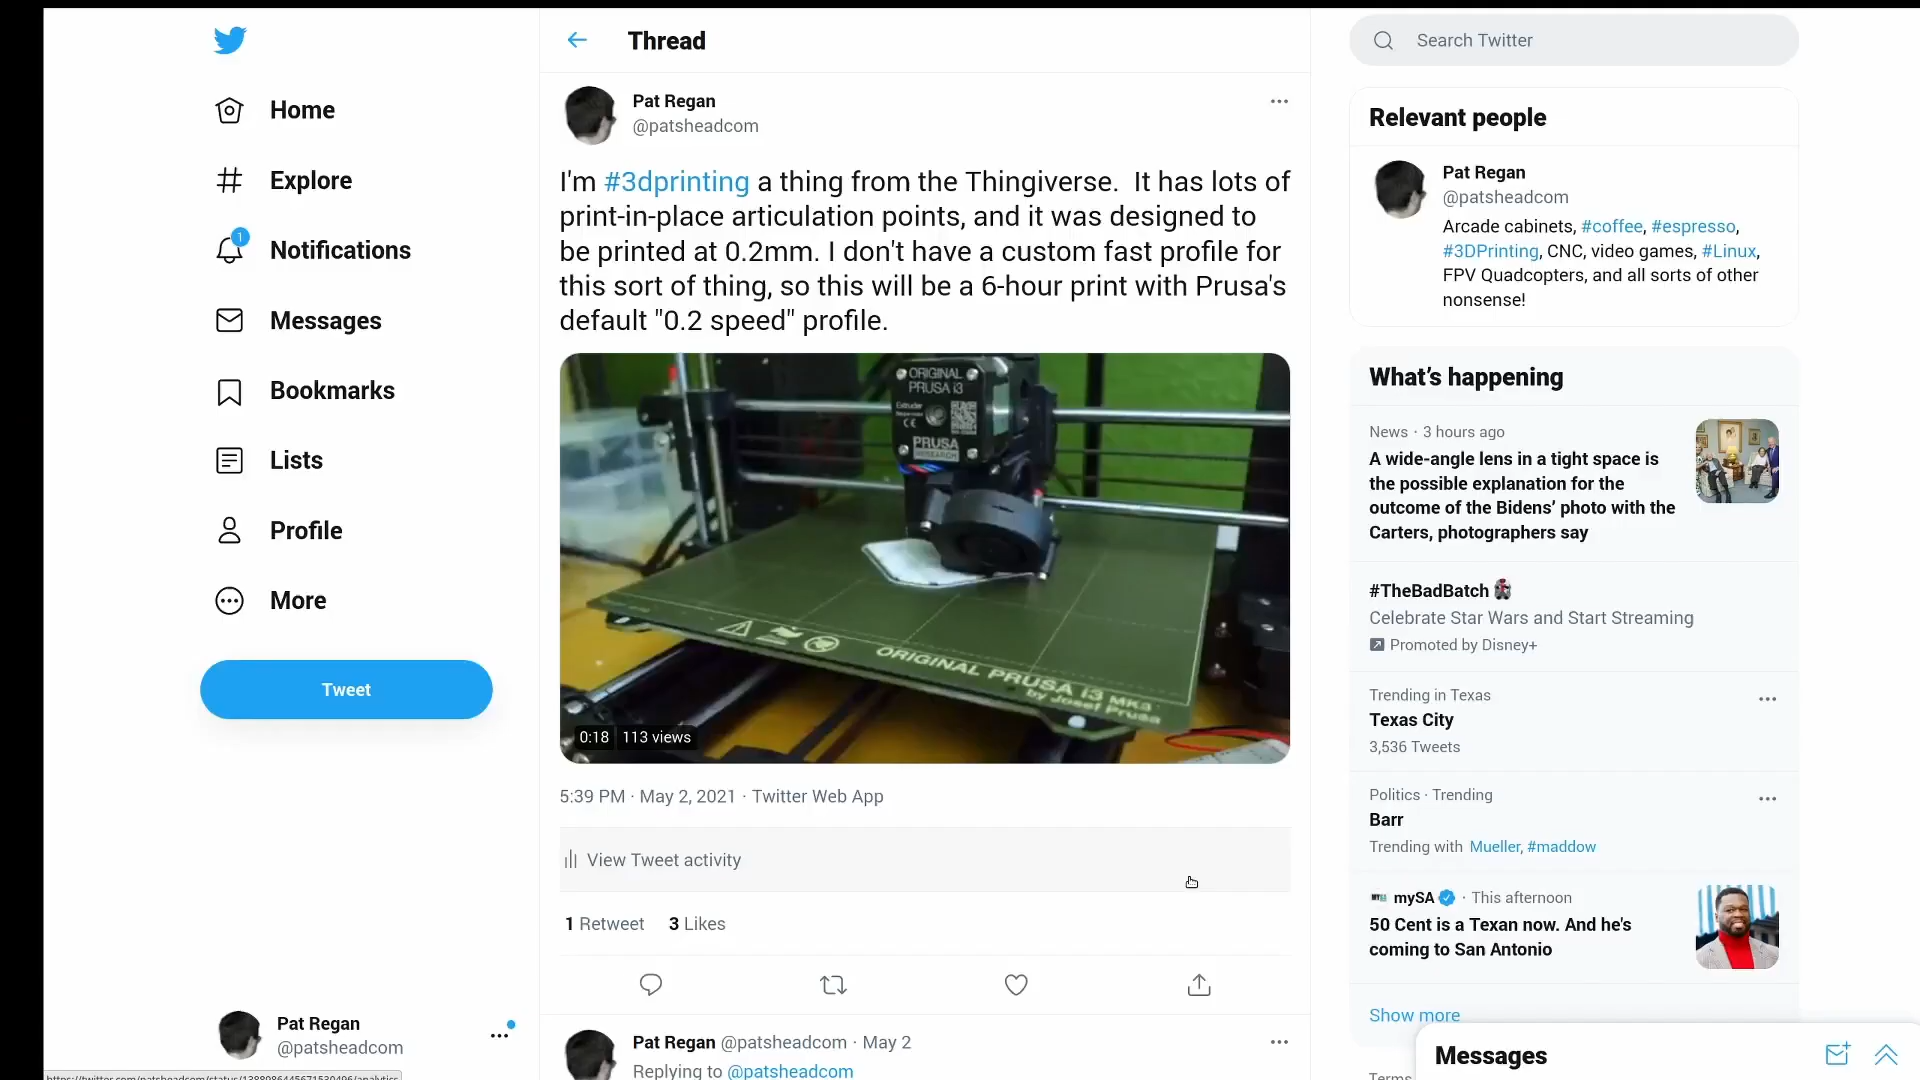 Home
Explore
1
Notifications
Messages
Bookmarks
Lists
Profile
More
Tweet
Pat Regan
@patsheadcom
Thread
Pat Regan
@patsheadcom
I'm #3dprinting a thing from the Thingiverse.  It has lots of
print-in-place articulation points, and it was designed to
be printed at 0.2mm. I don't have a custom fast profile for
this sort of thing, so this will be a 6-hour print with Prusa's
default "0.2 speed" profile.
ORIGINAL
PRUSA i3
Extruder
CE
PRUSA
RESEARCH
ORIGINAL PRUSA i3 MK3
by Josef Prusa
0:18 113 views
5:39 PM · May 2, 2021 · Twitter Web App
View Tweet activity
1 Retweet 3 Likes
Pat Regan @patsheadcom · May 2
Replying to @patsheadcom
Search Twitter
Relevant people
Pat Regan
@patsheadcom
Arcade cabinets, #coffee, #espresso,
#3DPrinting, CNC, video games, #Linux,
FPV Quadcopters, and all sorts of other
nonsense!
What's happening
News · 3 hours ago
A wide-angle lens in a tight space is
the possible explanation for the
outcome of the Bidens' photo with the
Carters, photographers say
#TheBadBatch
Celebrate Star Wars and Start Streaming
Promoted by Disney+
Trending in Texas
Texas City
3,536 Tweets
Politics · Trending
Barr
Trending with Mueller, #maddow
mySA · This afternoon
50 Cent is a Texan now. And he's
coming to San Antonio
Show more
Terms
Messages